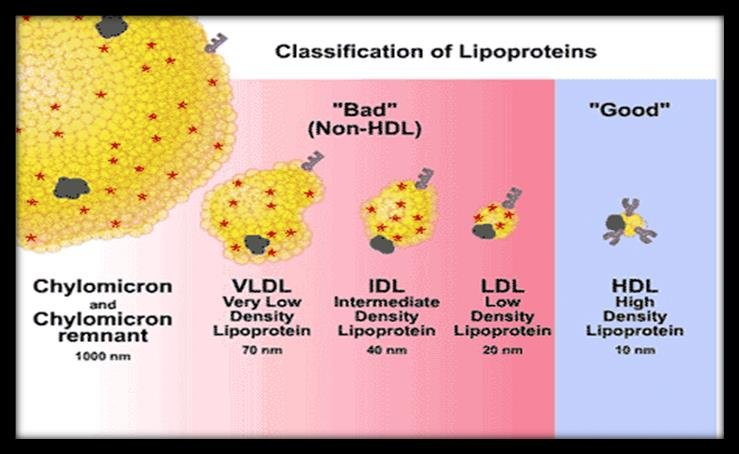 Classification of Lipoproteins
"Bad"
(Non-HDL)
"Good"
Chylomicron
and
Chylomicron
remnant
1000 nm
VLDL
Very Low
Density
Lipoprotein
70 nm
IDL
Intermediate
Density
Lipoprotein
40 nm
LDL
Low
Density
Lipoprotein
20 nm
HDL
High
Density
Lipoprotein
10 nm